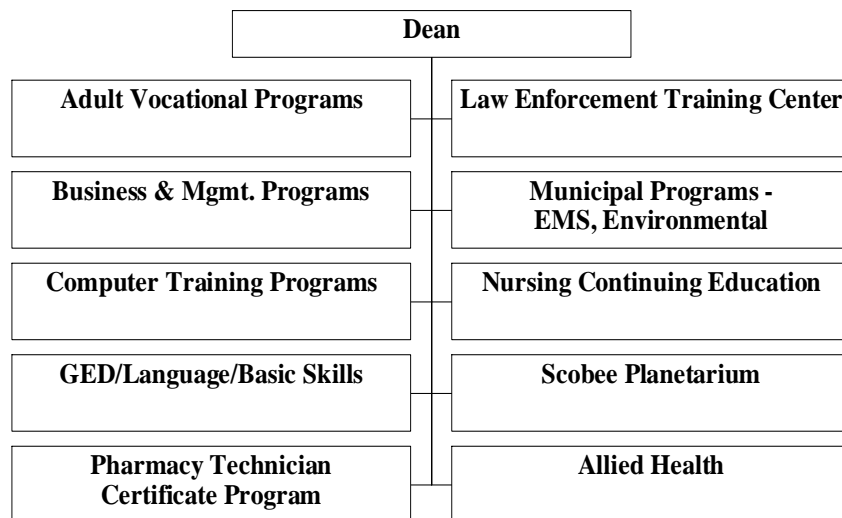 Dean
Adult Vocational Programs
Law Enforcement Training Center
Business & Mgmt. Programs
Municipal Programs -
EMS, Environmental
Computer Training Programs
Nursing Continuing Education
GED/Language/Basic Skills
Scobee Planetarium
Pharmacy Technician
Certificate Program
Allied Health